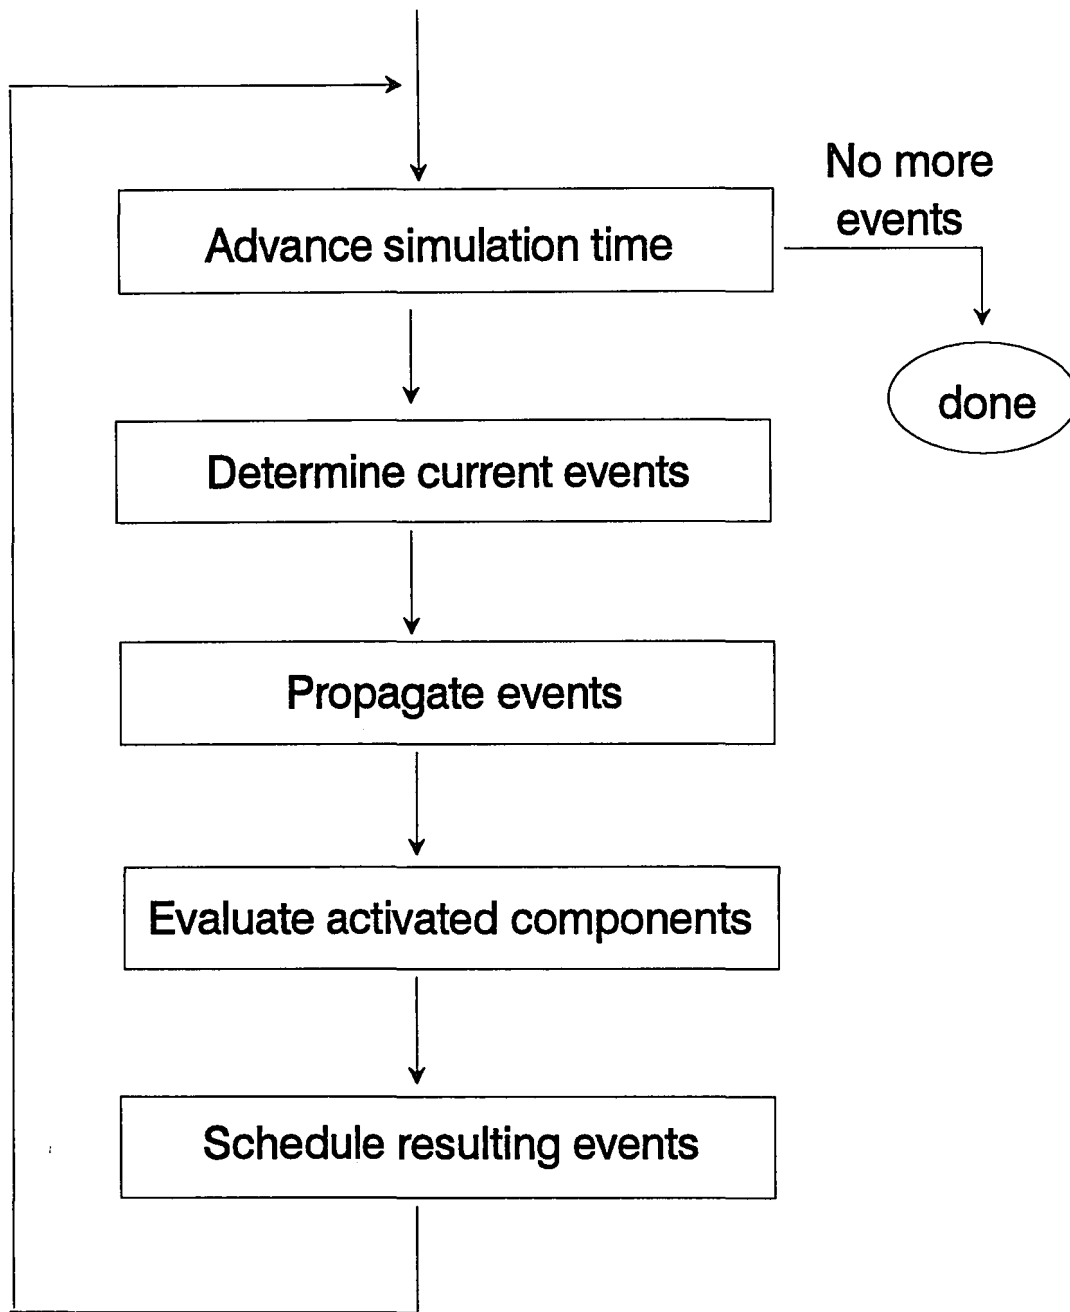 No more
events
Advance simulation time
done
Determine current events
Propagate events
Evaluate activated components
Schedule resulting events